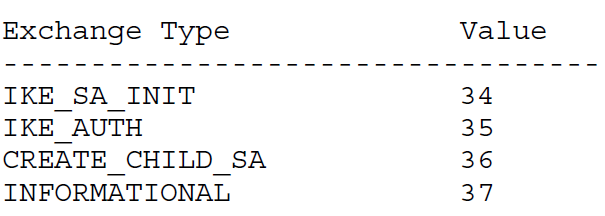 Exchange Type             Value
----------------------------------
IKE_SA_INIT               34
IKE_AUTH                  35
CREATE_CHILD_SA           36
INFORMATIONAL             37